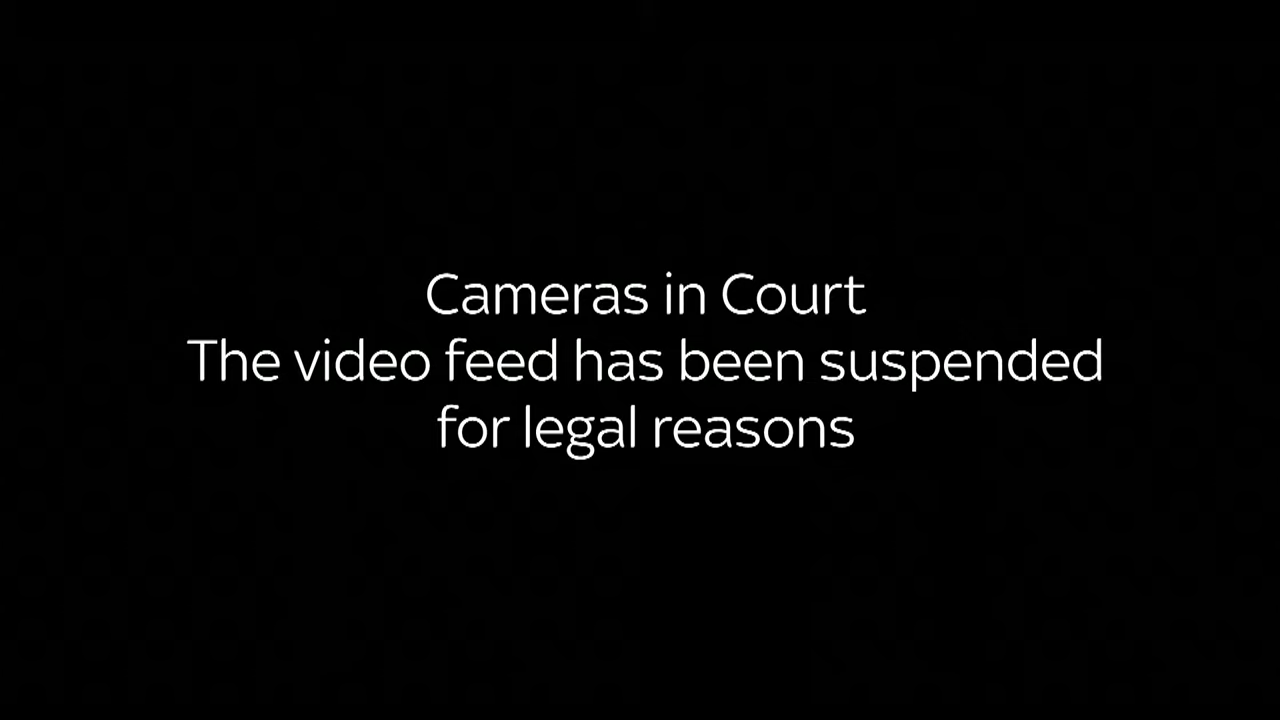 Cameras in Court
The video feed has been suspended
for legal reasons